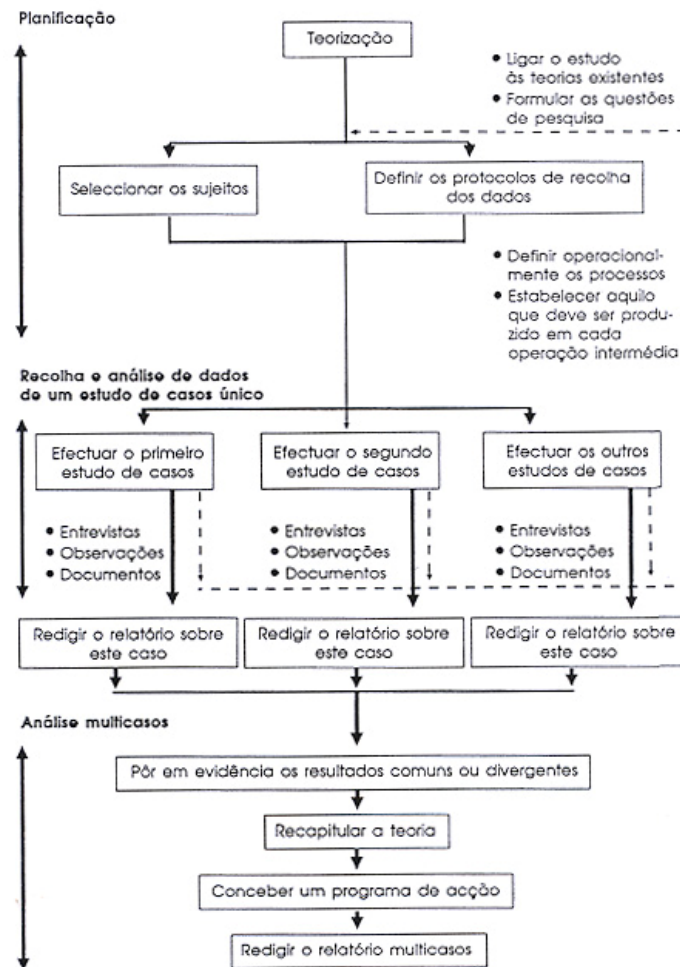 Planificação
Teorização
• Ligar o estudo
às teorias existentes
• Formular as questões
de pesquisa
Seleccionar os sujeitos
Definir os protocolos de recolha
dos dados
• Definir operacional-
mente os processos
• Estabelecer aquilo
que deve ser produ-
zido em cada
operação intermédia
Recolha e análise de dados
de um estudo de casos único
Efectuar o primeiro
estudo de casos
Efectuar o segundo
estudo de casos
Efectuar os outros
estudos de casos
• Entrevistas
• Observações
• Documentos
• Entrevistas
• Observações
• Documentos
• Entrevistas
• Observações
• Documentos
Redigir o relatório sobre
este caso
Redigir o relatório sobre
este caso
Redigir o relatório sobre
este caso
Análise multicasos
Pôr em evidência os resultados comuns ou divergentes
Recapitular a teoria
Conceber um programa de acção
Redigir o relatório multicasos